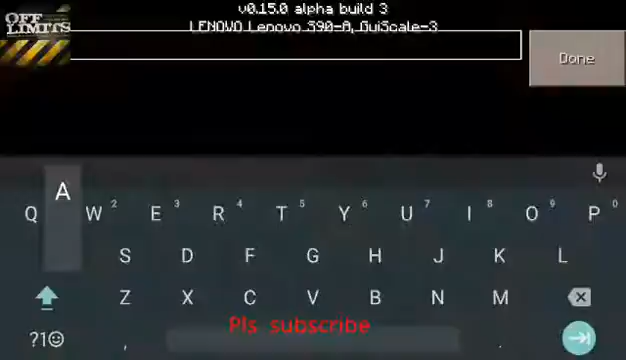 v0.15.0 alpha build 3
OFF
LIMITS
LENOVO Lenovo S90-A, GuiScale-3
Done
A
Q W 2 E 3 R 4 T 5 Y 6 U 7 I 8 O 9 P 0
S D F G H J K L
Z X C V B N M
Pls subscribe
?1☺ , .